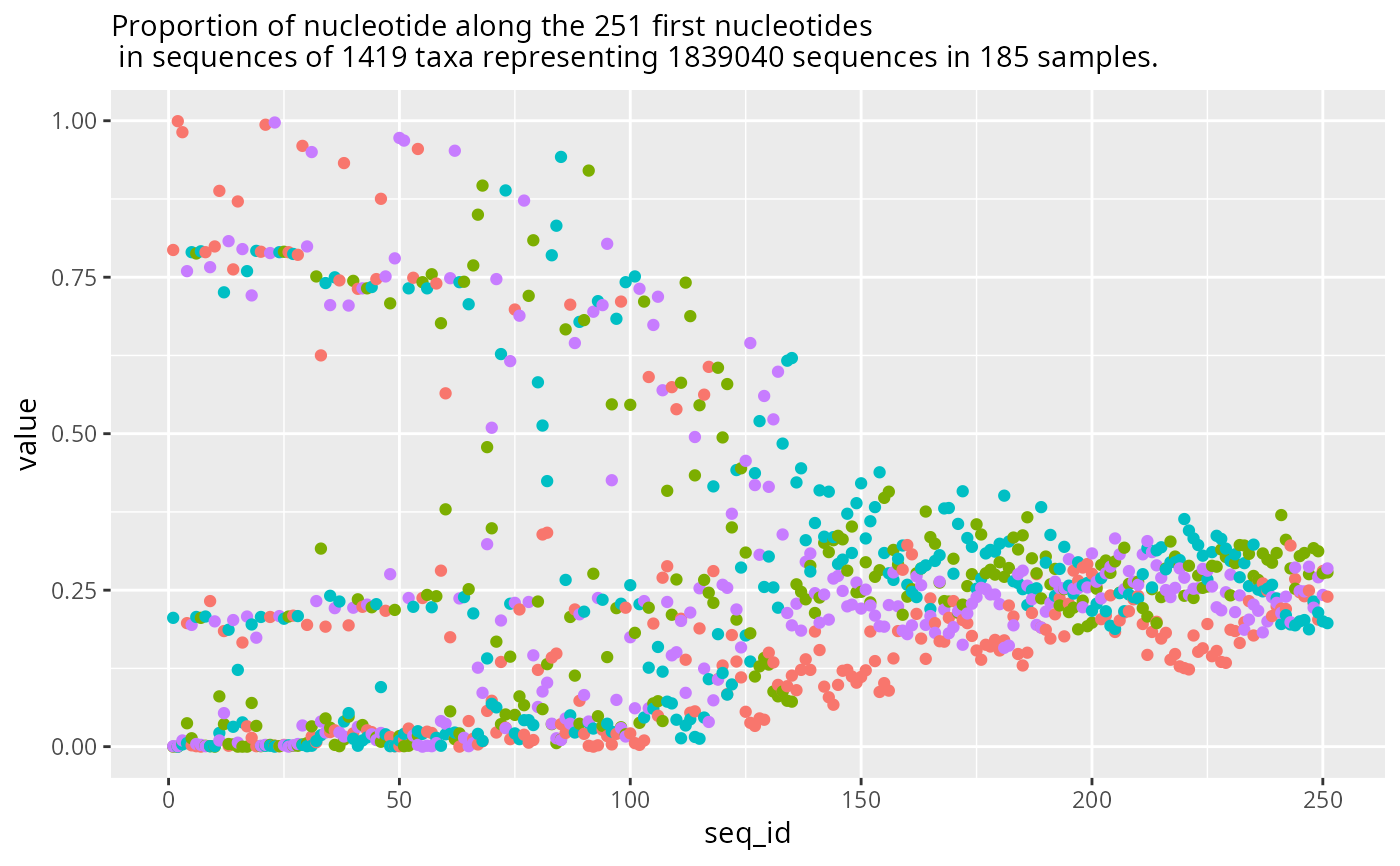 Proportion of nucleotide along the 251 first nucleotides
in sequences of 1419 taxa representing 1839040 sequences in 185 samples.
1.00
0.75
0.50
0.25
0.00
value
0 50 100 150 200 250
seq_id